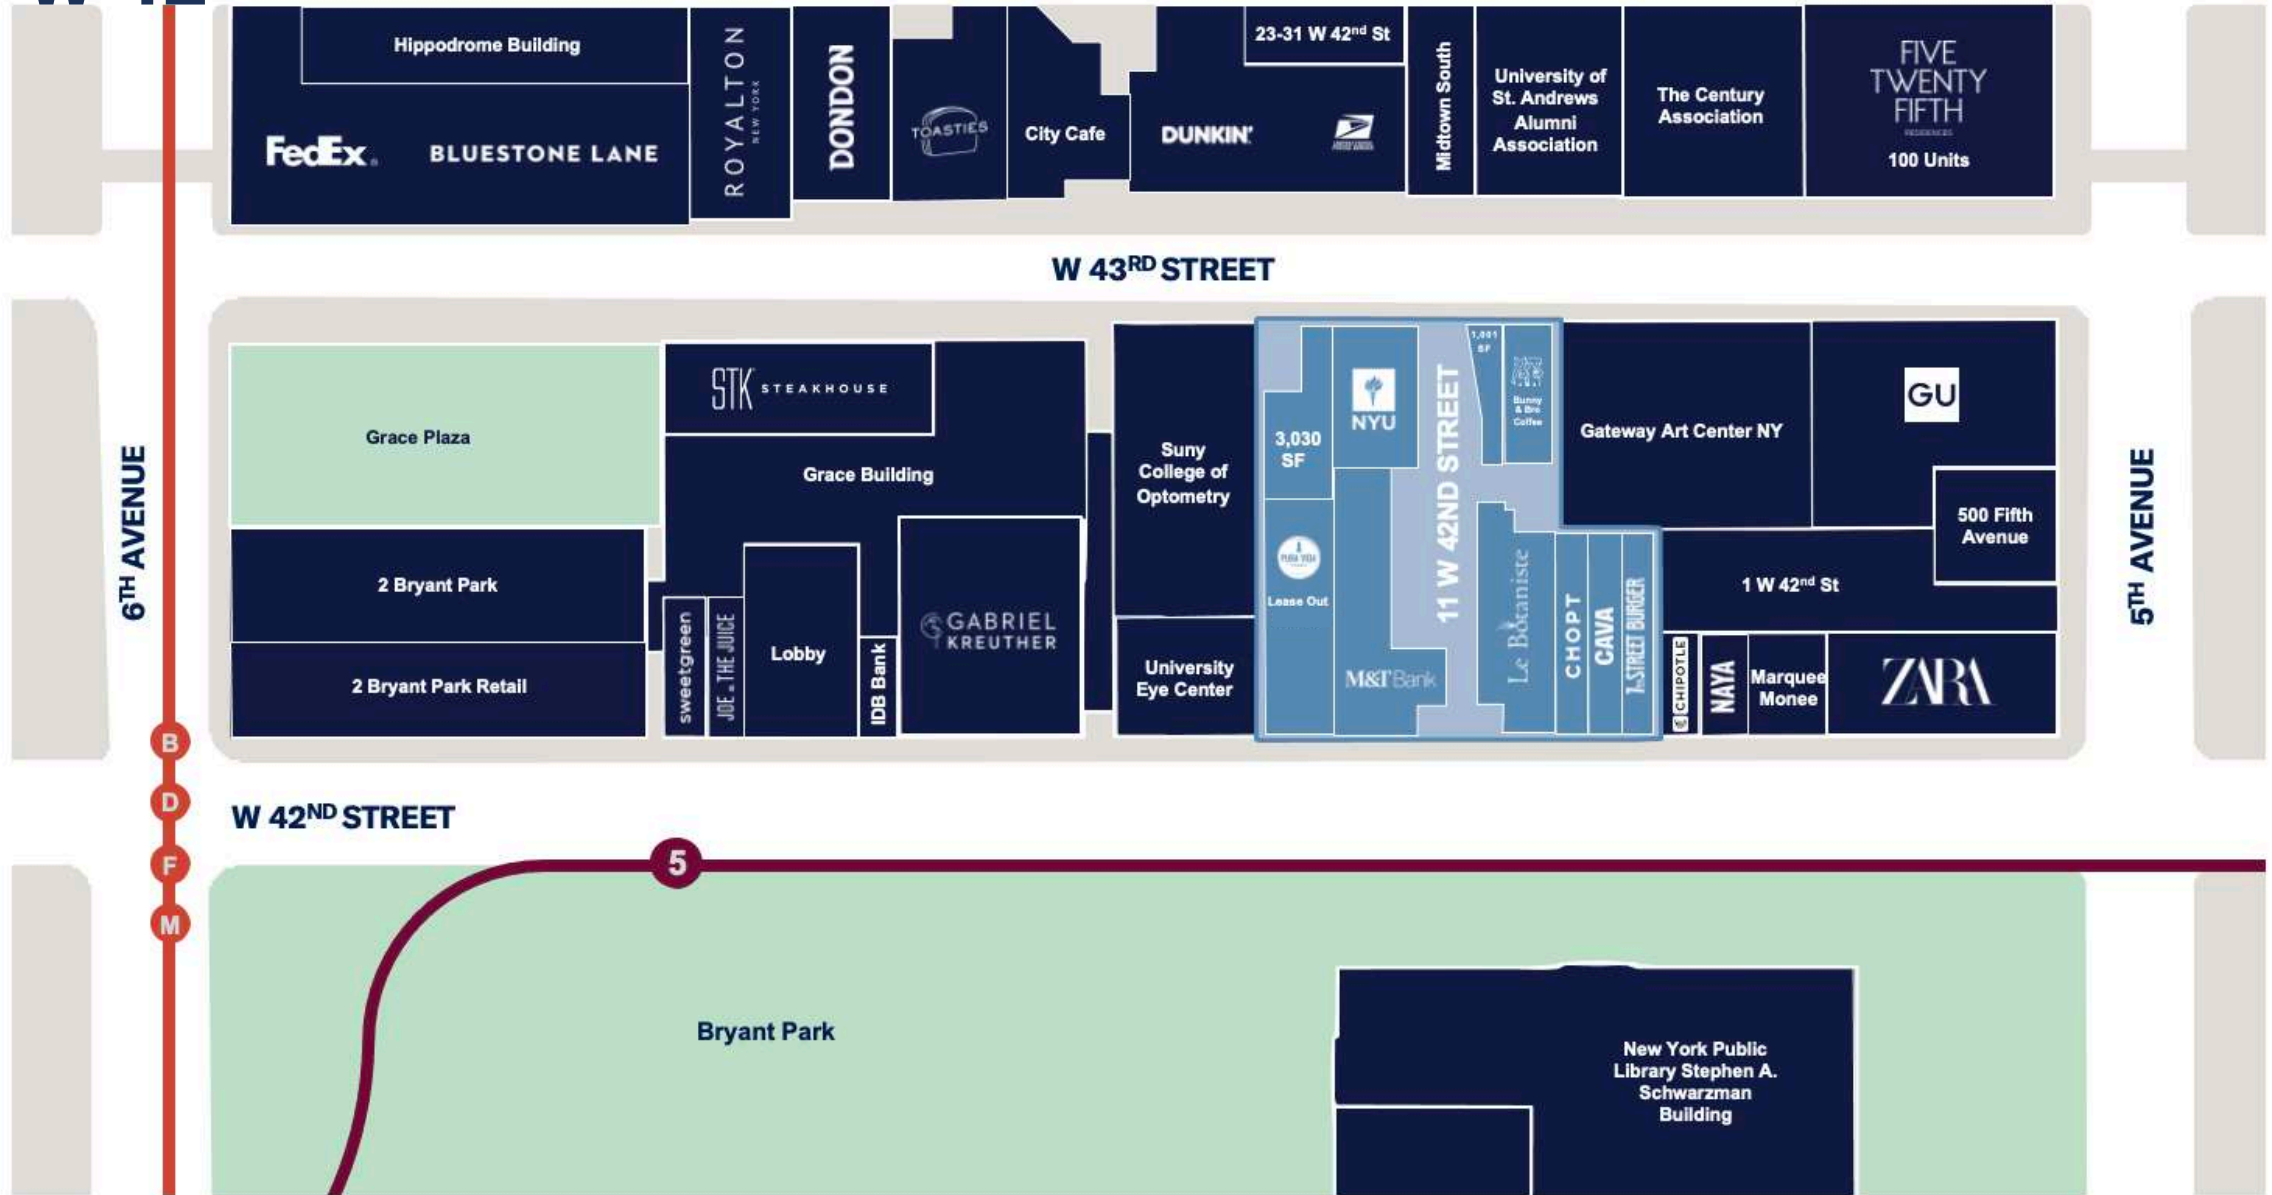 Hippodrome Building
FedEx
BLUESTONE LANE
ROYALTON
NEW YORK
DONDON
TOASTIES
City Cafe
23-31 W 42nd St
DUNKIN'
Midtown South
University of
St. Andrews
Alumni
Association
The Century
Association
FIVE
TWENTY
FIFTH
RESIDENCES
100 Units
W 43RD STREET
6TH AVENUE
5TH AVENUE
Grace Plaza
STK STEAKHOUSE
Grace Building
2 Bryant Park
2 Bryant Park Retail
sweetgreen
JOE & THE JUICE
Lobby
IDB Bank
GABRIEL
KREUTHER
Suny
College of
Optometry
University
Eye Center
3,030
SF
Lease Out
NYU
M&T Bank
11 W 42ND STREET
1,001
SF
Bunny
& Bro
Coffee
Le Botaniste
CHOPT
CAVA
7th STREET BURGER
Gateway Art Center NY
GU
500 Fifth
Avenue
1 W 42nd St
CHIPOTLE
NAYA
Marquee
Monee
ZARA
B
D
F
M
W 42ND STREET
5
Bryant Park
New York Public
Library Stephen A.
Schwarzman
Building